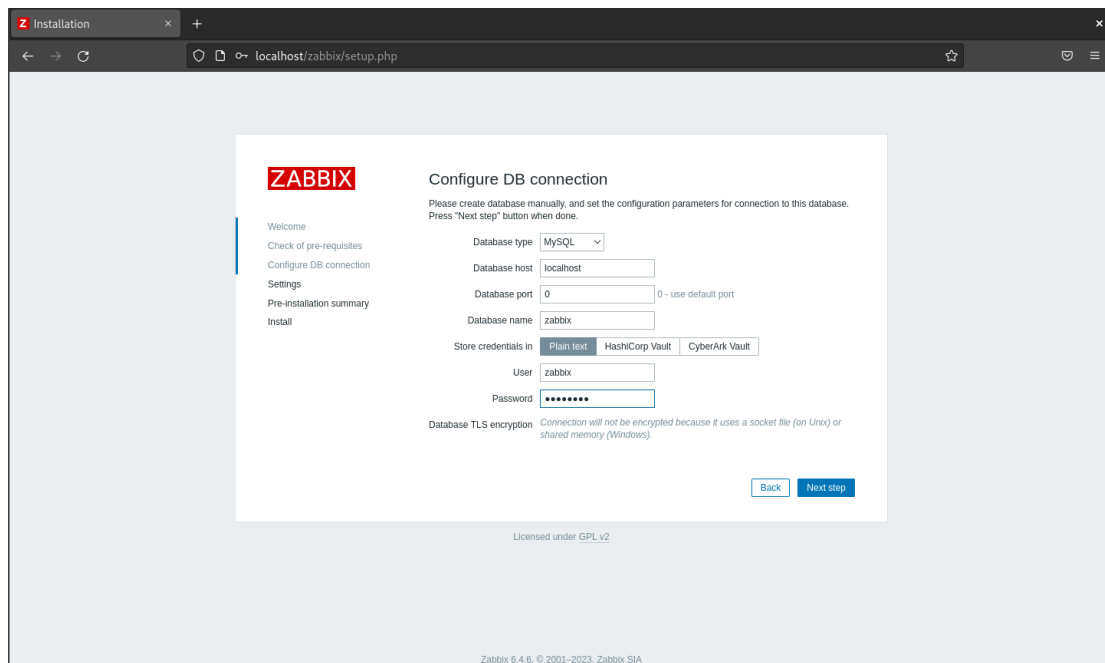 Z Installation × +
×
localhost/zabbix/setup.php
ZABBIX
Welcome
Check of pre-requisites
Configure DB connection
Settings
Pre-installation summary
Install
Configure DB connection
Please create database manually, and set the configuration parameters for connection to this database.
Press "Next step" button when done.
Database type MySQL
Database host localhost
Database port 0 0 - use default port
Database name zabbix
Store credentials in Plain text HashiCorp Vault CyberArk Vault
User zabbix
Password ●●●●●●●●
Database TLS encryption Connection will not be encrypted because it uses a socket file (on Unix) or
shared memory (Windows).
Back Next step
Licensed under GPL v2
Zabbix 6.4.6. © 2001–2023, Zabbix SIA